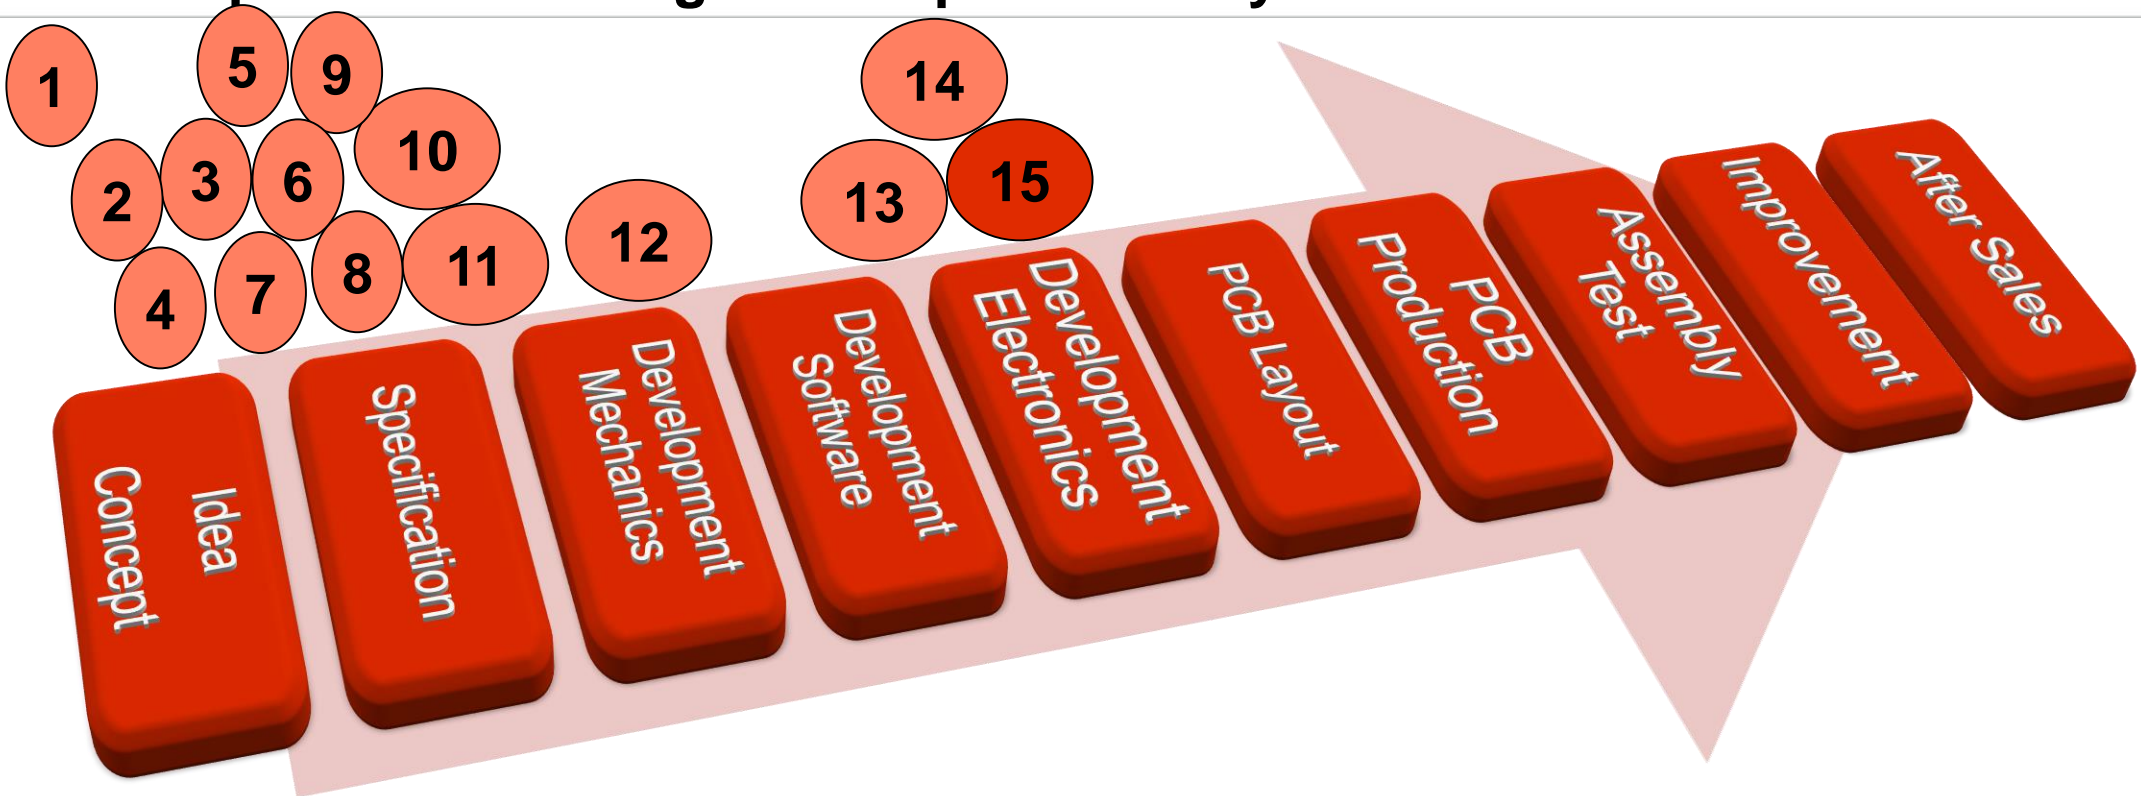 1
2
3
4
5
6
7
8
9
10
11
12
13
14
15
Idea
Concept
Specification
Development
Mechanics
Development
Software
Development
Electronics
PCB Layout
PCB
Production
Assembly
Test
Improvement
After Sales